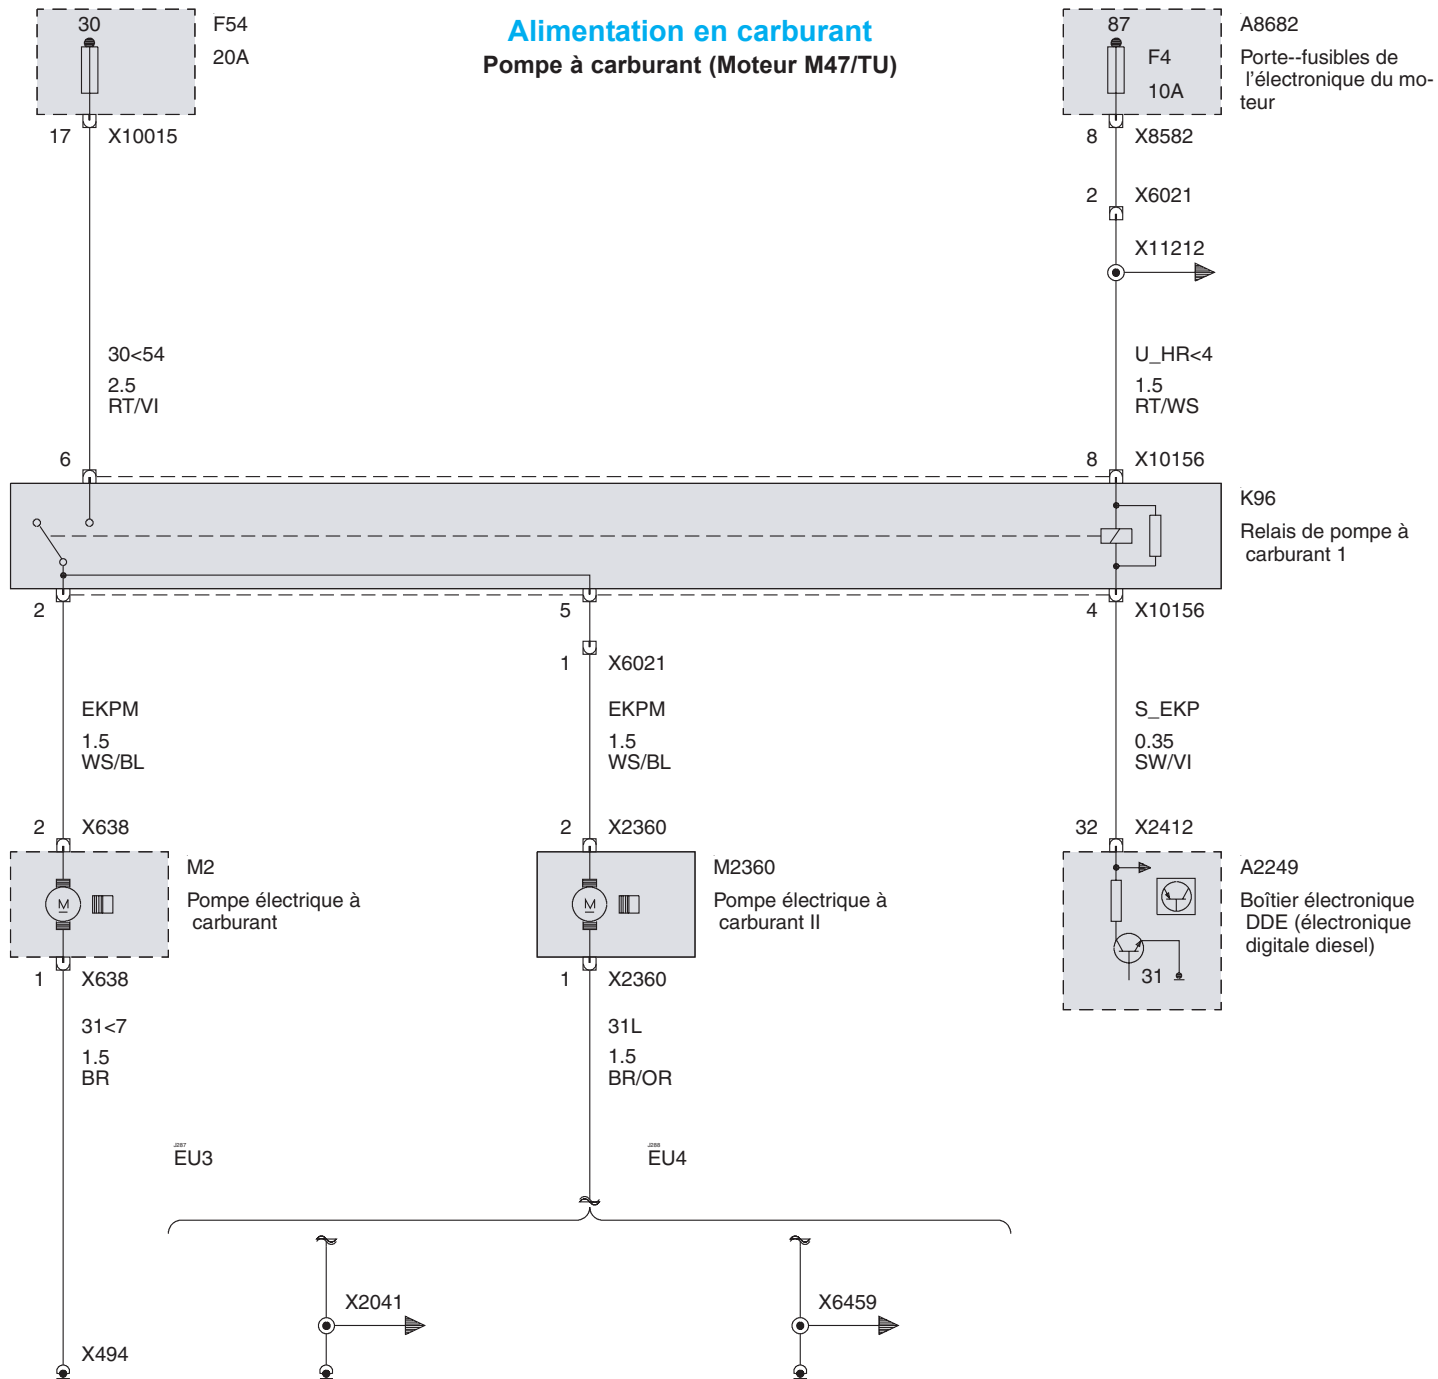 Alimentation en carburant
Pompe à carburant (Moteur M47/TU)
30
F54
20A
17 X10015
87
F4
10A
A8682
Porte--fusibles de
l'électronique du mo-
teur
8 X8582
2 X6021
X11212
30<54
2.5
RT/VI
U_HR<4
1.5
RT/WS
6
8 X10156
K96
Relais de pompe à
carburant 1
2
5
4 X10156
1 X6021
EKPM
1.5
WS/BL
EKPM
1.5
WS/BL
S_EKP
0.35
SW/VI
2 X638
2 X2360
32 X2412
M
M2
Pompe électrique à
carburant
M
M2360
Pompe électrique à
carburant II
31
A2249
Boîtier électronique
DDE (électronique
digitale diesel)
1 X638
1 X2360
31<7
1.5
BR
31L
1.5
BR/OR
J287
EU3
J288
EU4
X2041
X6459
X494